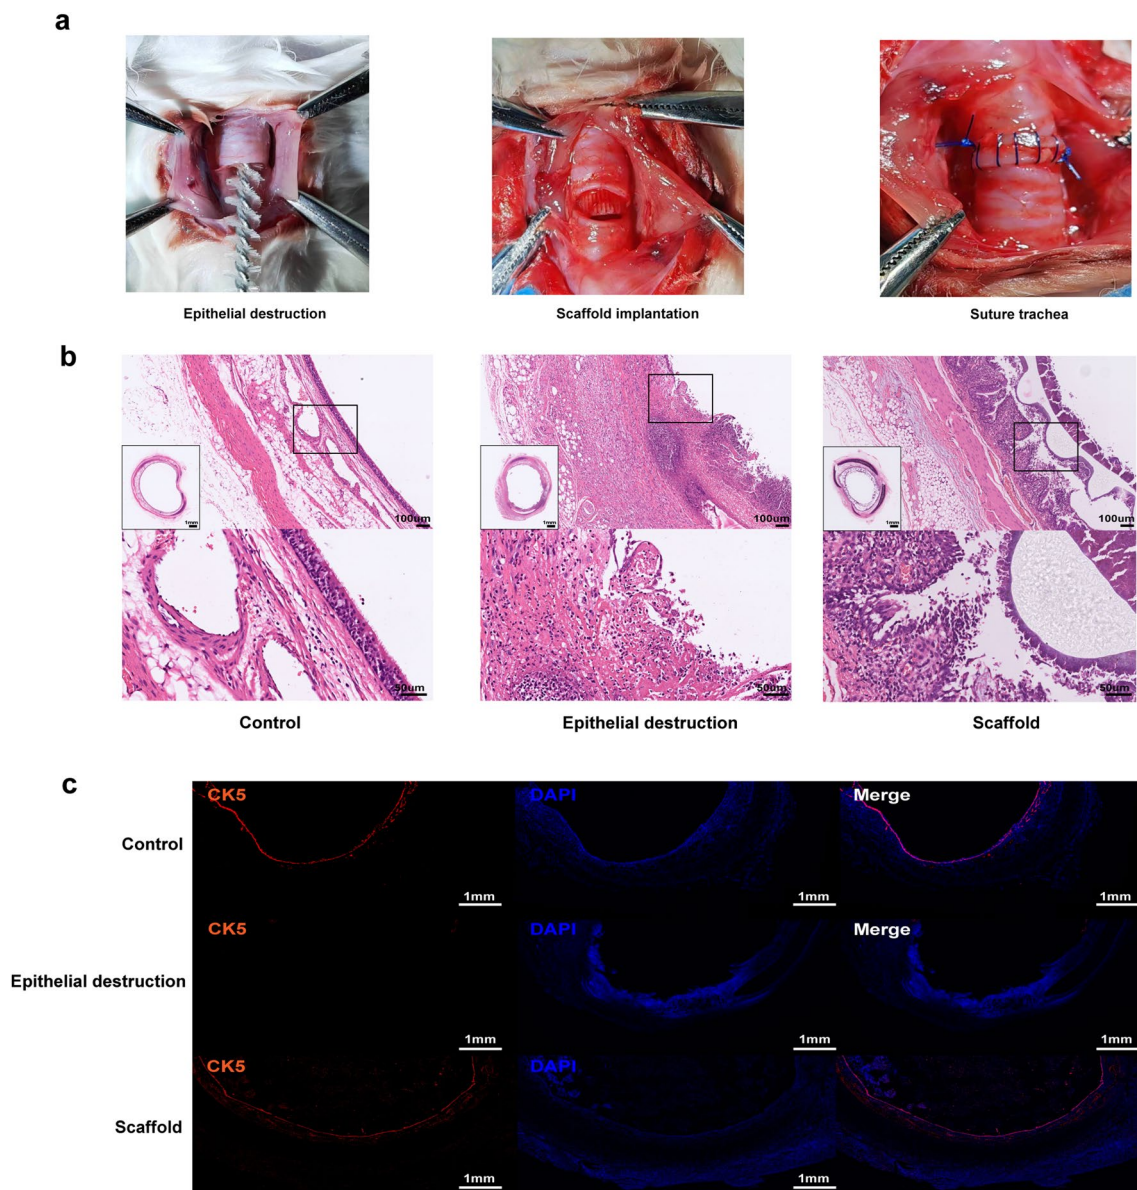 a
Epithelial destruction
Scaffold implantation
Suture trachea
b
1mm
100um
1mm
100um
1mm
100um
50um
50um
50um
Control
Epithelial destruction
Scaffold
c
Control
CK5
DAPI
Merge
1mm
1mm
1mm
Epithelial destruction
CK5
DAPI
Merge
1mm
1mm
1mm
Scaffold
CK5
DAPI
1mm
1mm
1mm